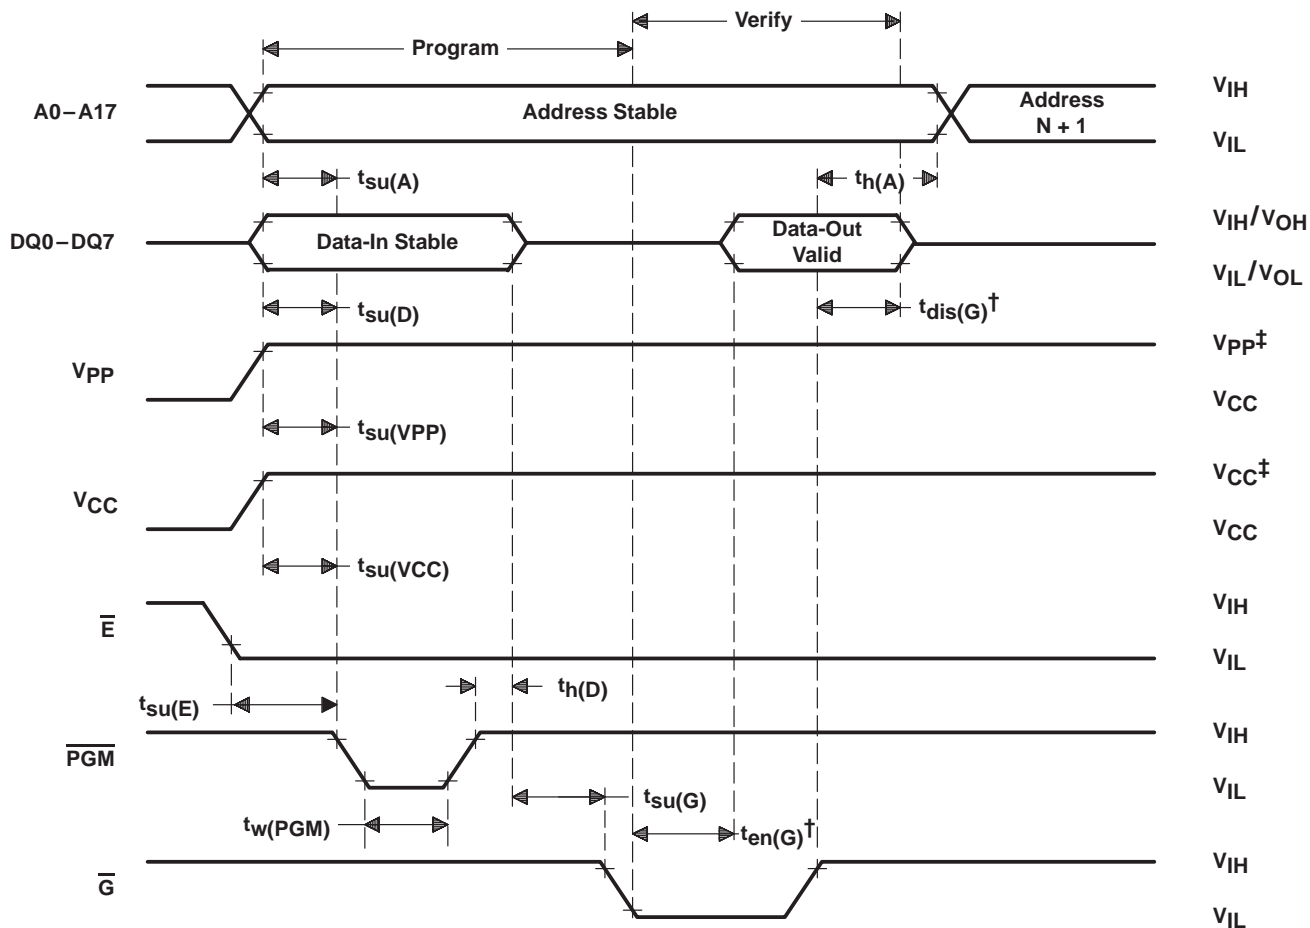 Verify
Program
A0–A17
Address Stable
Address
N + 1
VIH
VIL
tsu(A)
th(A)
DQ0–DQ7
Data-In Stable
Data-Out
Valid
VIH/VOH
VIL/VOL
tsu(D)
tdis(G)†
VPP
VPP‡
VCC
tsu(VPP)
VCC
VCC‡
VCC
tsu(VCC)
E̅
VIH
VIL
tsu(E)
th(D)
P̅G̅M̅
VIH
VIL
tsu(G)
tw(PGM)
ten(G)†
G̅
VIH
VIL